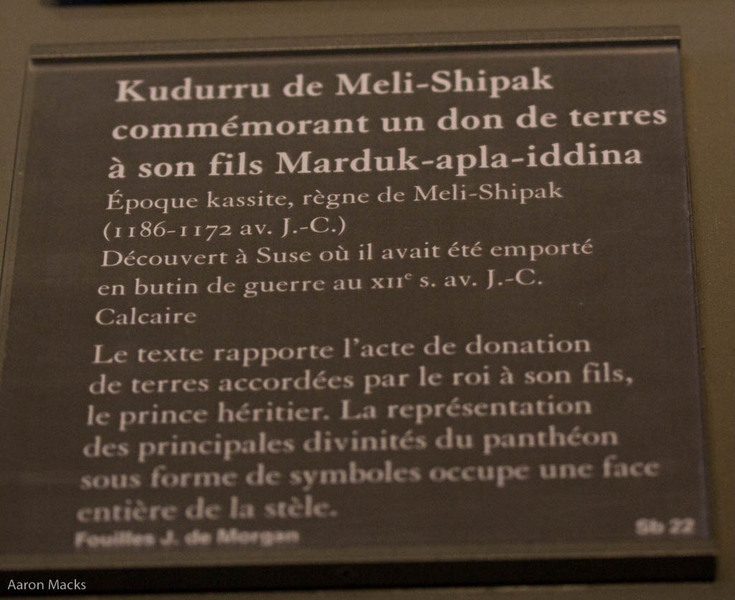 Kudurru de Meli-Shipak
commémorant un don de terres
à son fils Marduk-apla-iddina
Époque kassite, règne de Meli-Shipak
(1186-1172 av. J.-C.)
Découvert à Suse où il avait été emporté
en butin de guerre au XIIᵉ s. av. J.-C.
Calcaire
Le texte rapporte l'acte de donation
de terres accordées par le roi à son fils,
le prince héritier. La représentation
des principales divinités du panthéon
sous forme de symboles occupe une face
entière de la stèle.
Fouilles J. de Morgan
Sb 22
Aaron Macks